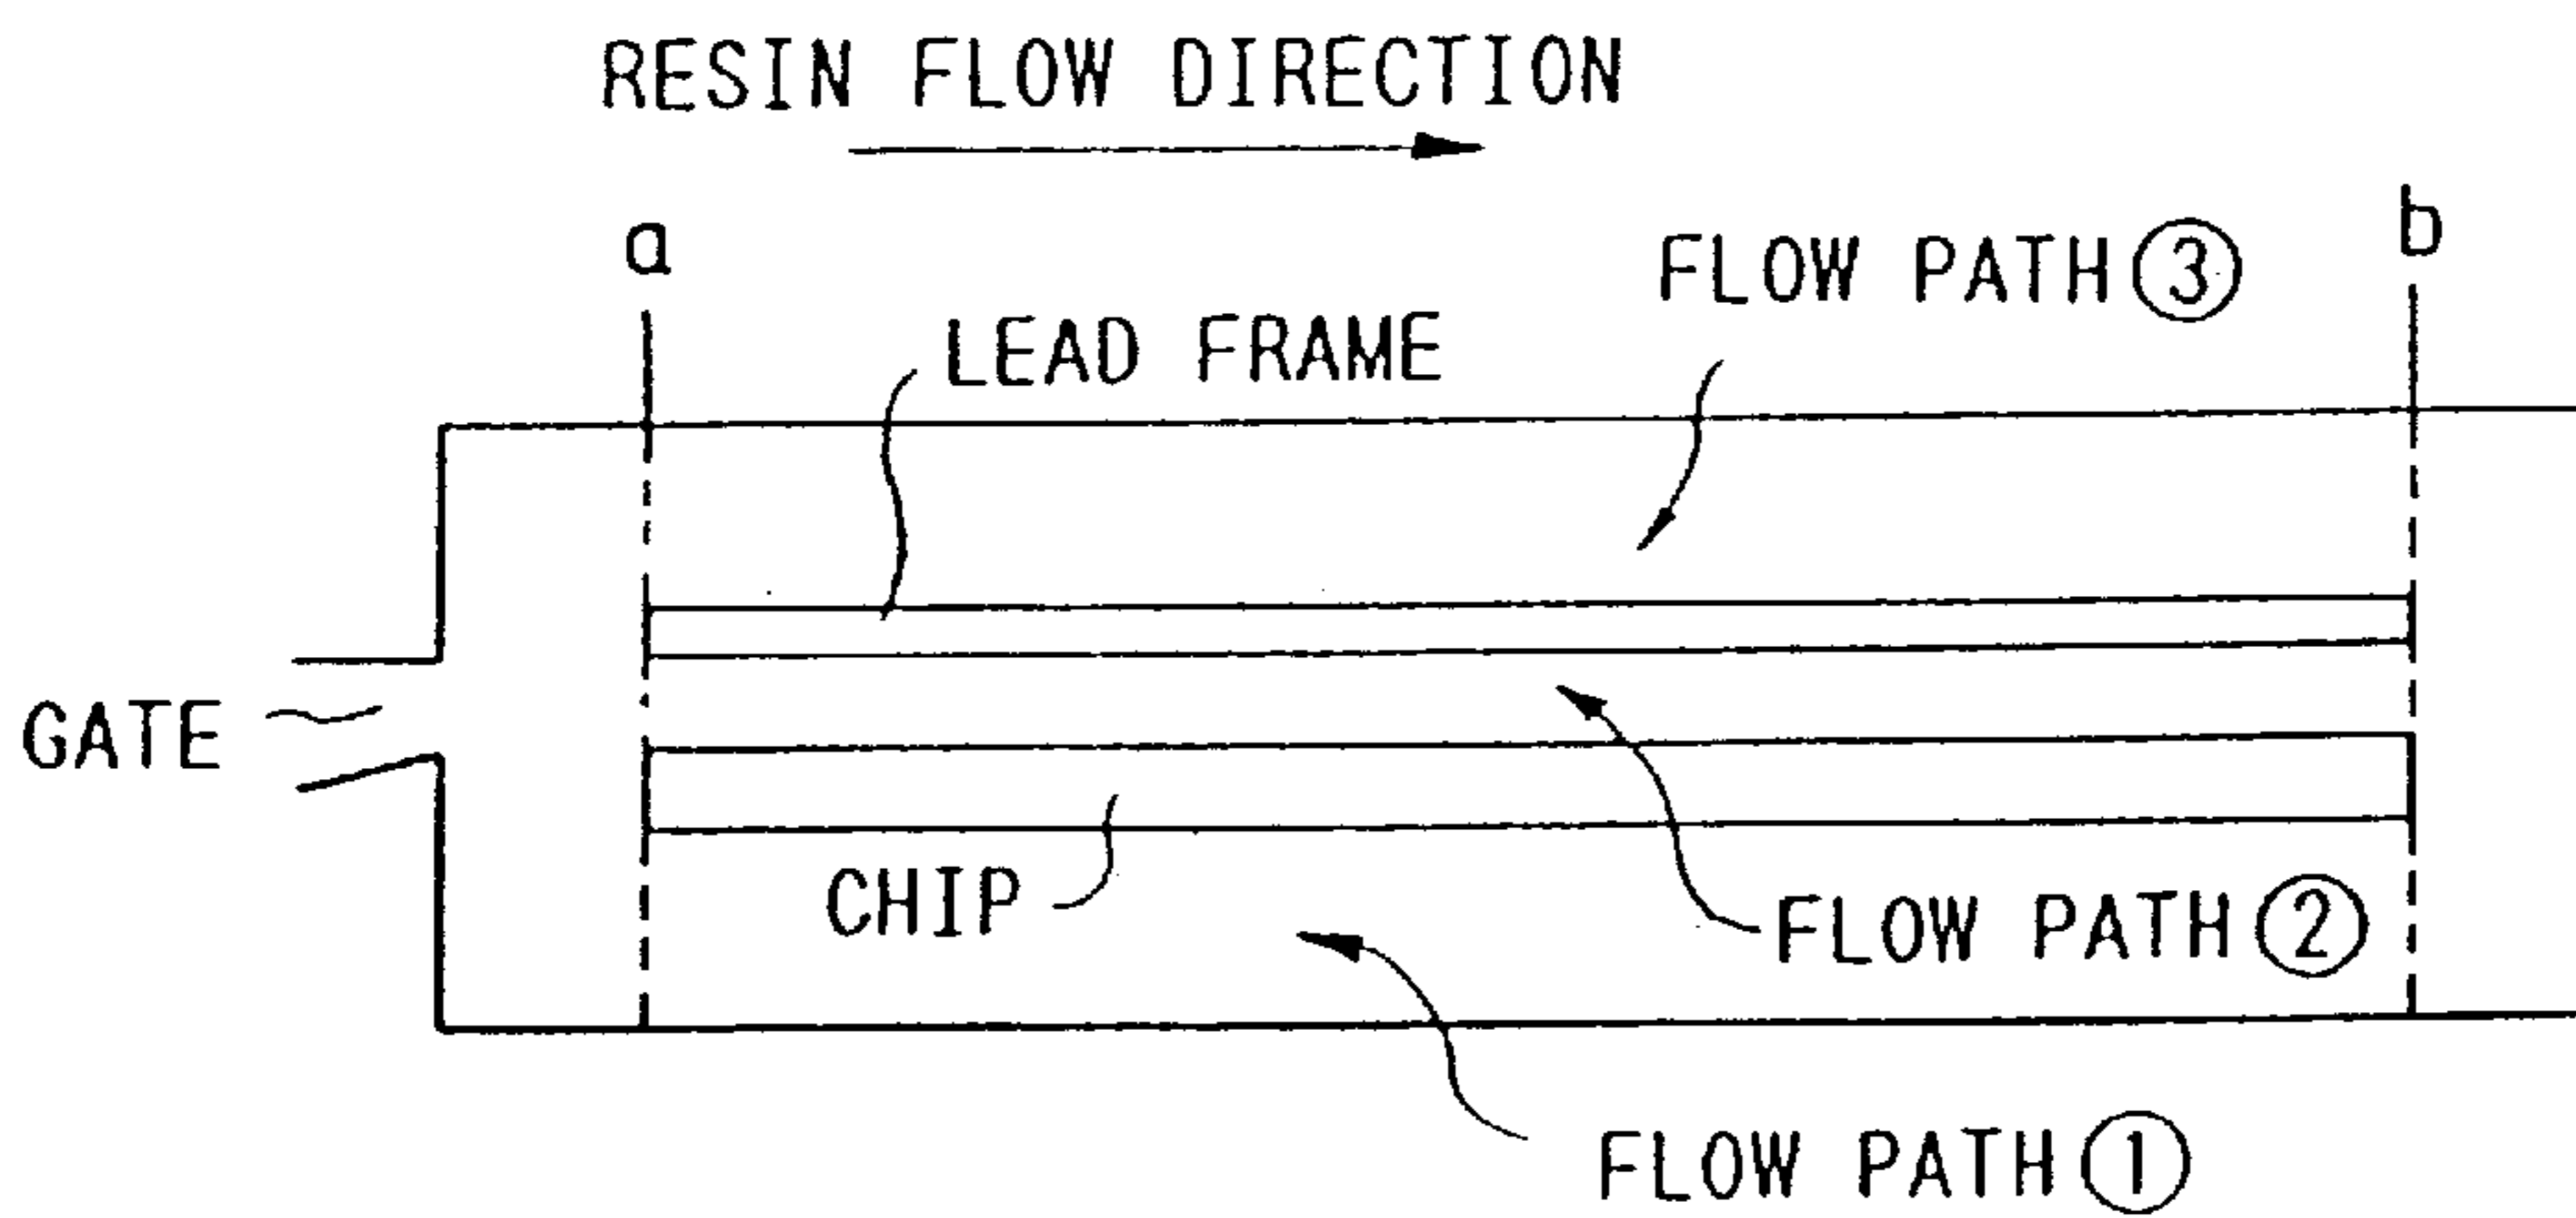 RESIN FLOW DIRECTION
a
b
FLOW PATH ③
LEAD FRAME
GATE
CHIP
FLOW PATH ②
FLOW PATH ①